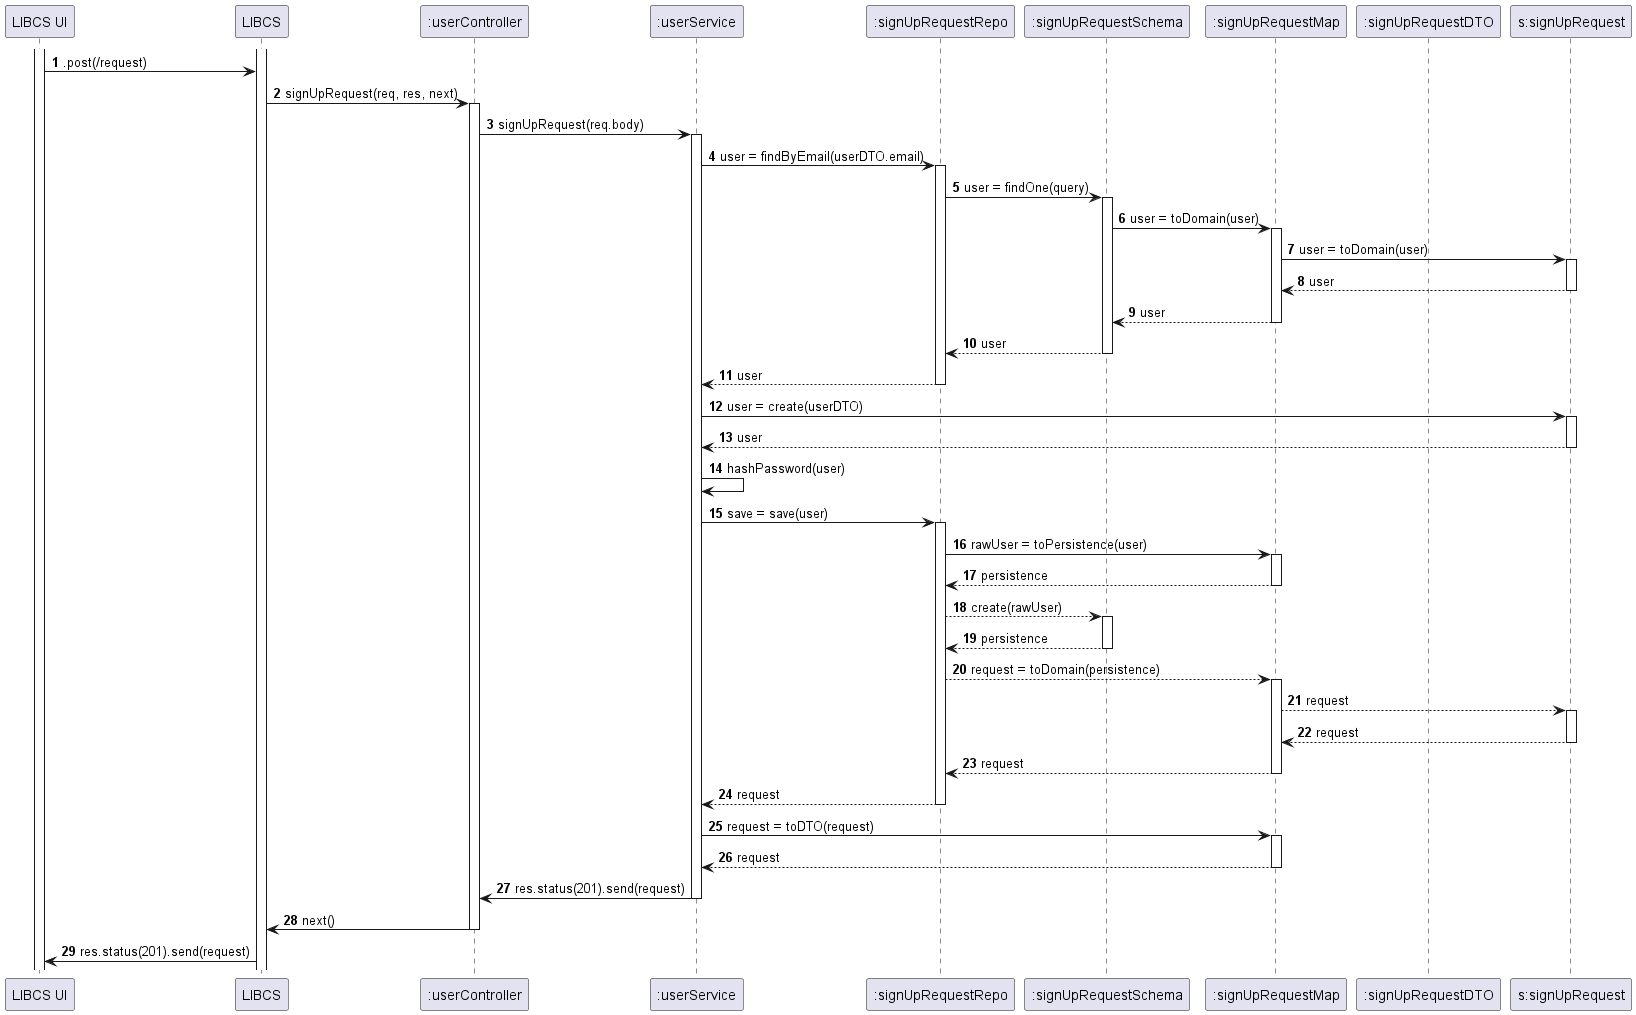 LIBCS UI
LIBCS
:userController
:userService
:signUpRequestRepo
:signUpRequestSchema
:signUpRequestMap
:signUpRequestDTO
s:signUpRequest
1 .post(/request)
2 signUpRequest(req, res, next)
3 signUpRequest(req.body)
4 user = findByEmail(userDTO.email)
5 user = findOne(query)
6 user = toDomain(user)
7 user = toDomain(user)
8 user
9 user
10 user
11 user
12 user = create(userDTO)
13 user
14 hashPassword(user)
15 save = save(user)
16 rawUser = toPersistence(user)
17 persistence
18 create(rawUser)
19 persistence
20 request = toDomain(persistence)
21 request
22 request
23 request
24 request
25 request = toDTO(request)
26 request
27 res.status(201).send(request)
28 next()
29 res.status(201).send(request)
LIBCS UI
LIBCS
:userController
:userService
:signUpRequestRepo
:signUpRequestSchema
:signUpRequestMap
:signUpRequestDTO
s:signUpRequest